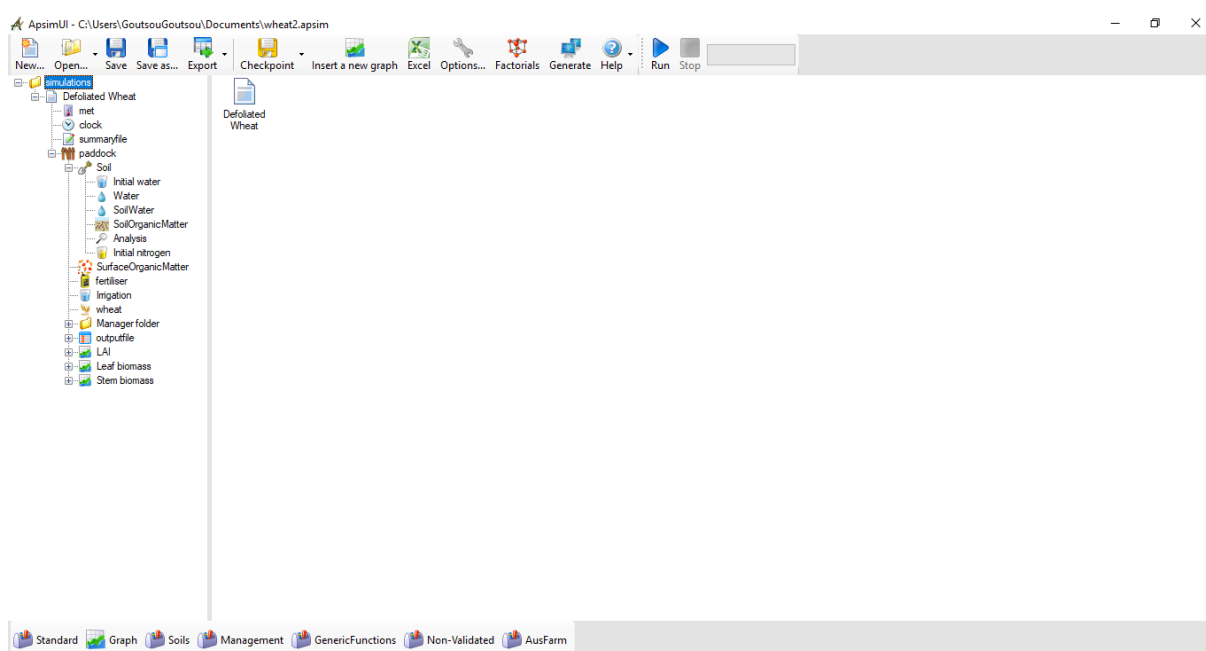 ApsimUI - C:\Users\GoutsouGoutsou\Documents\wheat2.apsim
New... Open... Save Save as... Export Checkpoint Insert a new graph Excel Options... Factorials Generate Help Run Stop
simulations
Defoliated Wheat
met
clock
summaryfile
paddock
Soil
Initial water
Water
SoilWater
SoilOrganicMatter
Analysis
Initial nitrogen
SurfaceOrganicMatter
fertiliser
Irrigation
wheat
Manager folder
outputfile
LAI
Leaf biomass
Stem biomass
Defoliated
Wheat
Standard Graph Soils Management GenericFunctions Non-Validated AusFarm